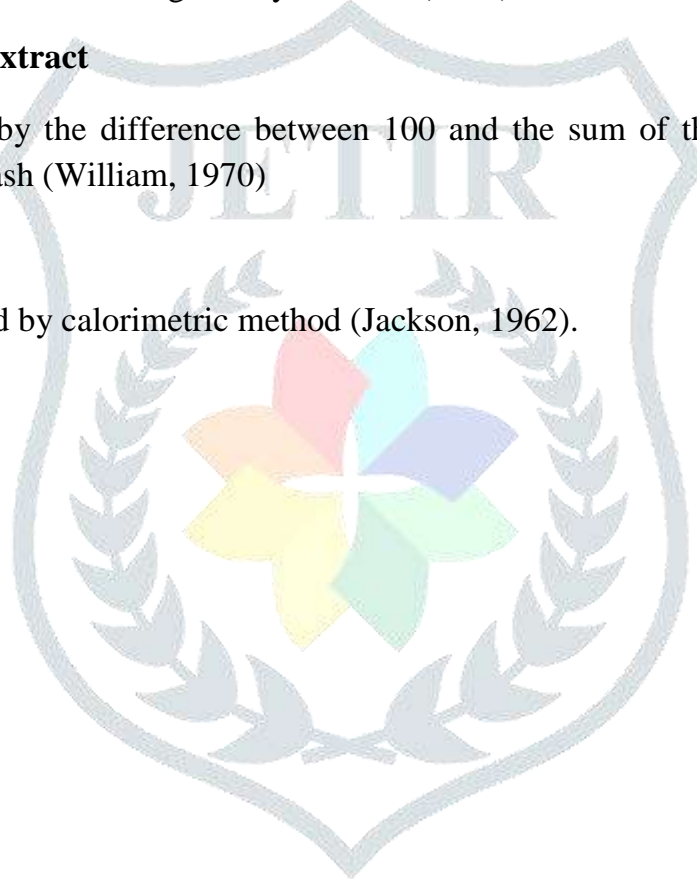 xtract
by the difference between 100 and the sum of th
ash (William, 1970)
JETIR
d by calorimetric method (Jackson, 1962).